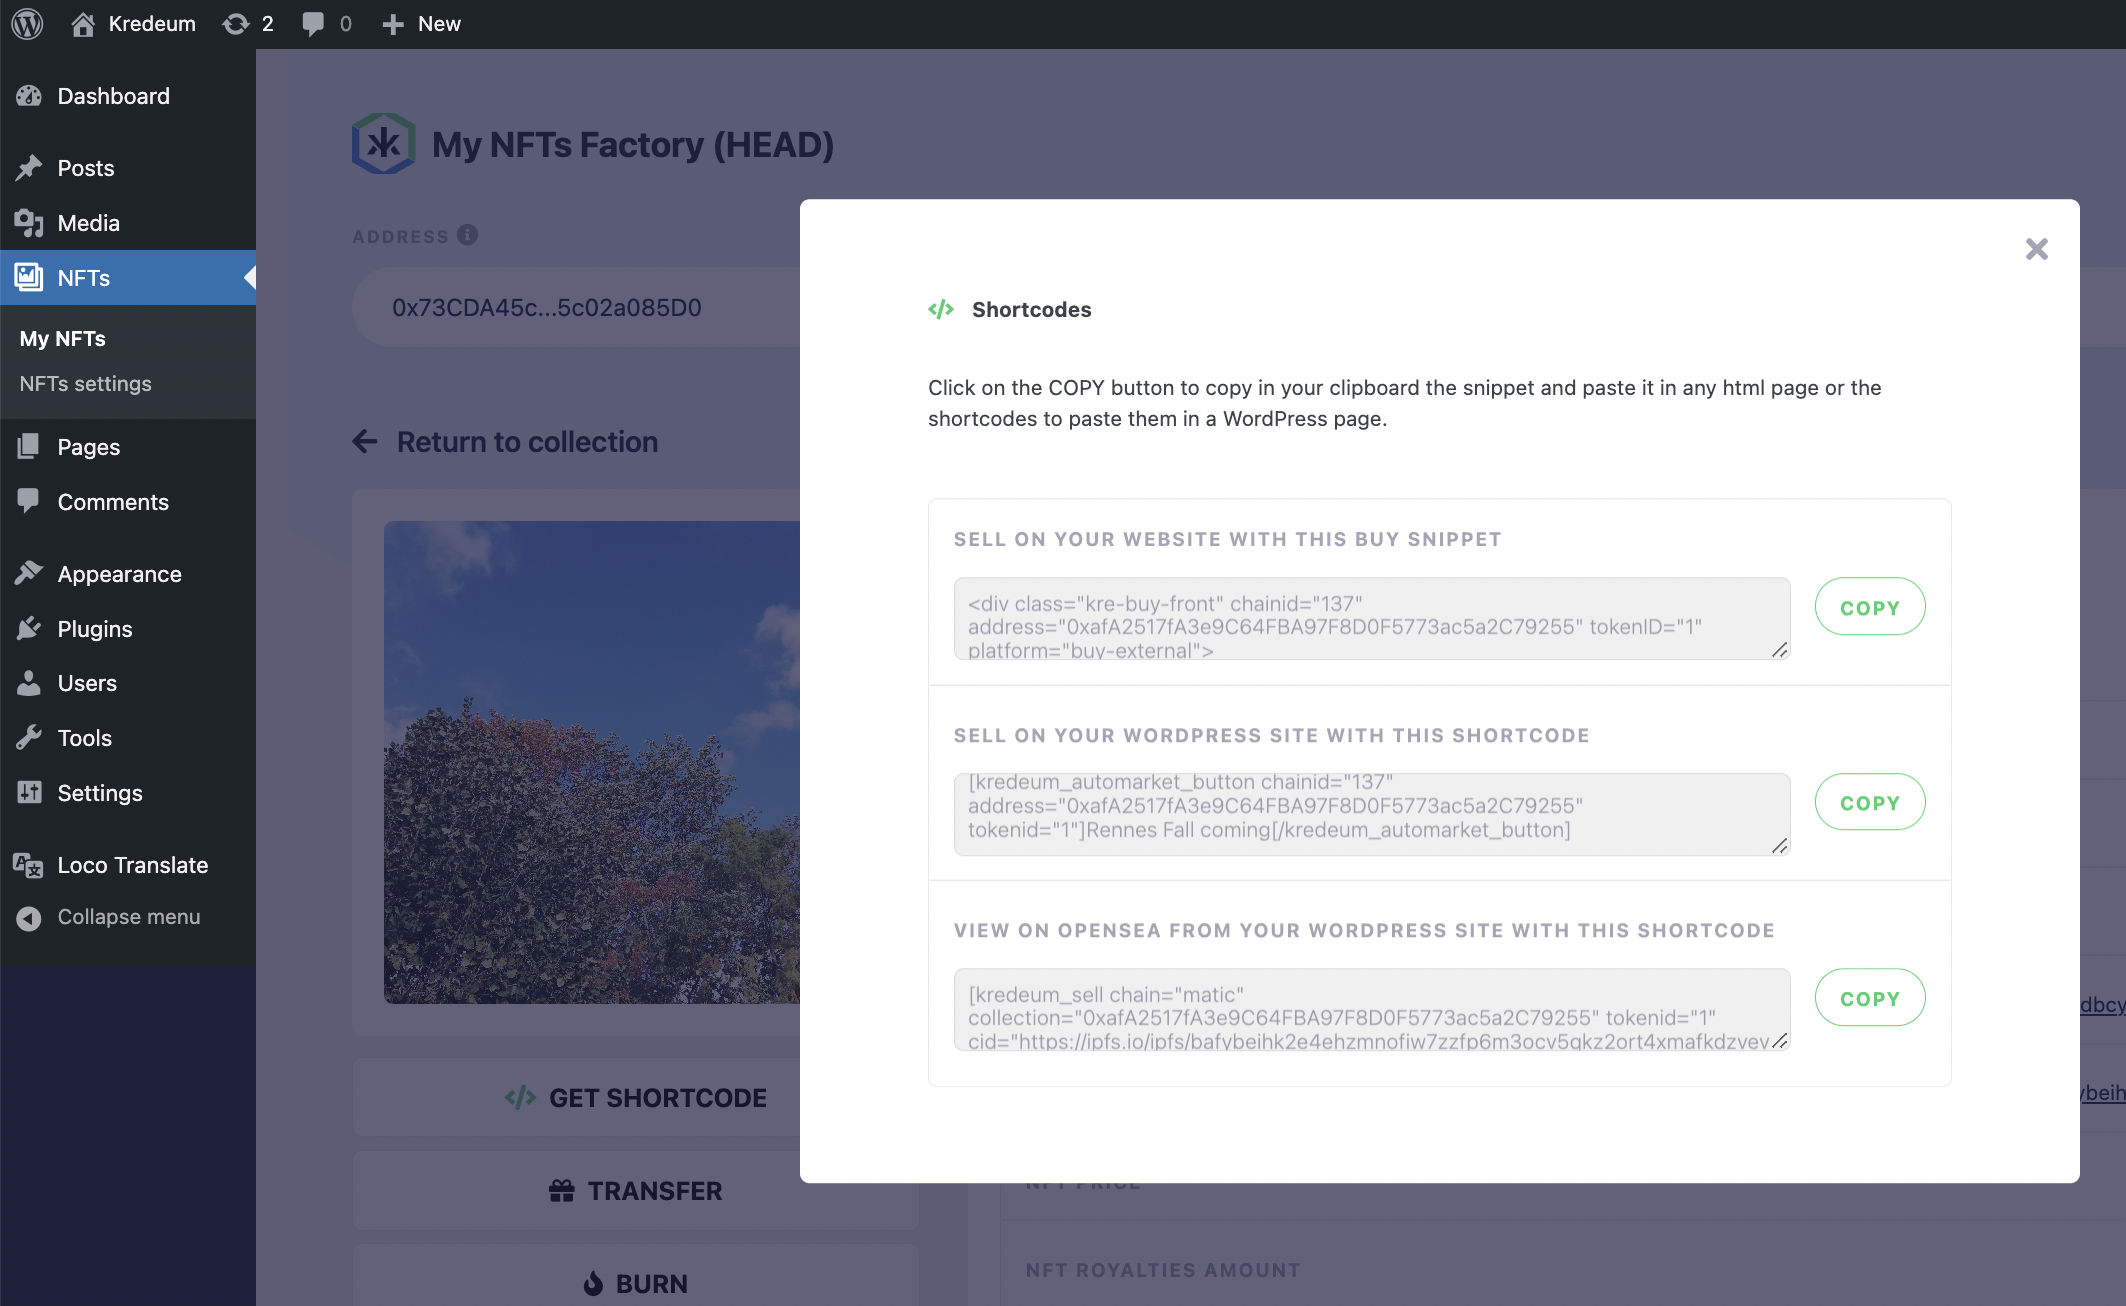 Kredeum 2 0 New
Dashboard
Posts
Media
NFTs
My NFTs
NFTs settings
Pages
Comments
Appearance
Plugins
Users
Tools
Settings
Loco Translate
Collapse menu
My NFTs Factory (HEAD)
ADDRESS
0x73CDA45c...5c02a085D0
Return to collection
GET SHORTCODE
TRANSFER
BURN
Shortcodes
Click on the COPY button to copy in your clipboard the snippet and paste it in any html page or the
shortcodes to paste them in a WordPress page.
SELL ON YOUR WEBSITE WITH THIS BUY SNIPPET
<div class="kre-buy-front" chainid="137"
address="0xafA2517fA3e9C64FBA97F8D0F5773ac5a2C79255" tokenID="1"
platform="buy-external">
COPY
SELL ON YOUR WORDPRESS SITE WITH THIS SHORTCODE
[kredeum_automarket_button chainid="137"
address="0xafA2517fA3e9C64FBA97F8D0F5773ac5a2C79255"
tokenid="1"]Rennes Fall coming[/kredeum_automarket_button]
COPY
VIEW ON OPENSEA FROM YOUR WORDPRESS SITE WITH THIS SHORTCODE
[kredeum_sell chain="matic"
collection="0xafA2517fA3e9C64FBA97F8D0F5773ac5a2C79255" tokenid="1"
cid="https://ipfs.io/ipfs/bafybeihk2e4ehzmnofiw7zzfp6m3ocv5qkz2ort4xmafkdzvev
COPY
dbcy
ybeih
NFT PRICE
NFT ROYALTIES AMOUNT